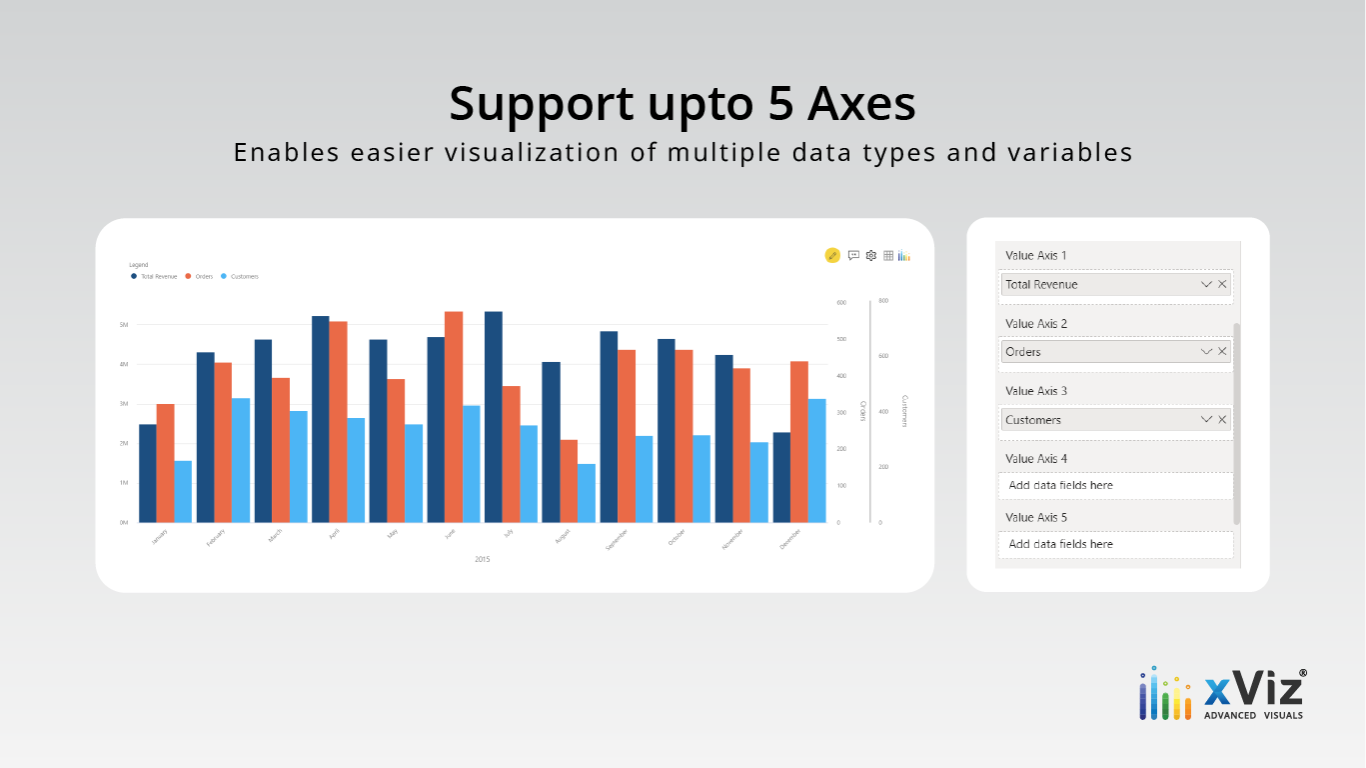 Support upto 5 Axes
Enables easier visualization of multiple data types and variables
Legend
Total Revenue Orders Customers
5M
4M
3M
2M
1M
0M
January February March April May June July August September October November December
2015
600
500
400
300
200
100
0
Orders
800
600
400
200
0
Customers
Value Axis 1
Total Revenue
Value Axis 2
Orders
Value Axis 3
Customers
Value Axis 4
Add data fields here
Value Axis 5
Add data fields here
xViz®
ADVANCED VISUALS